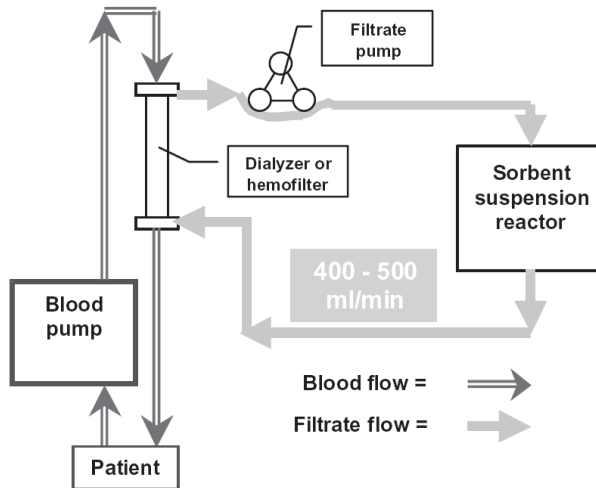 Filtrate
pump
Dialyzer or
hemofilter
Sorbent
suspension
reactor
400 - 500
ml/min
Blood
pump
Blood flow =
Filtrate flow =
Patient